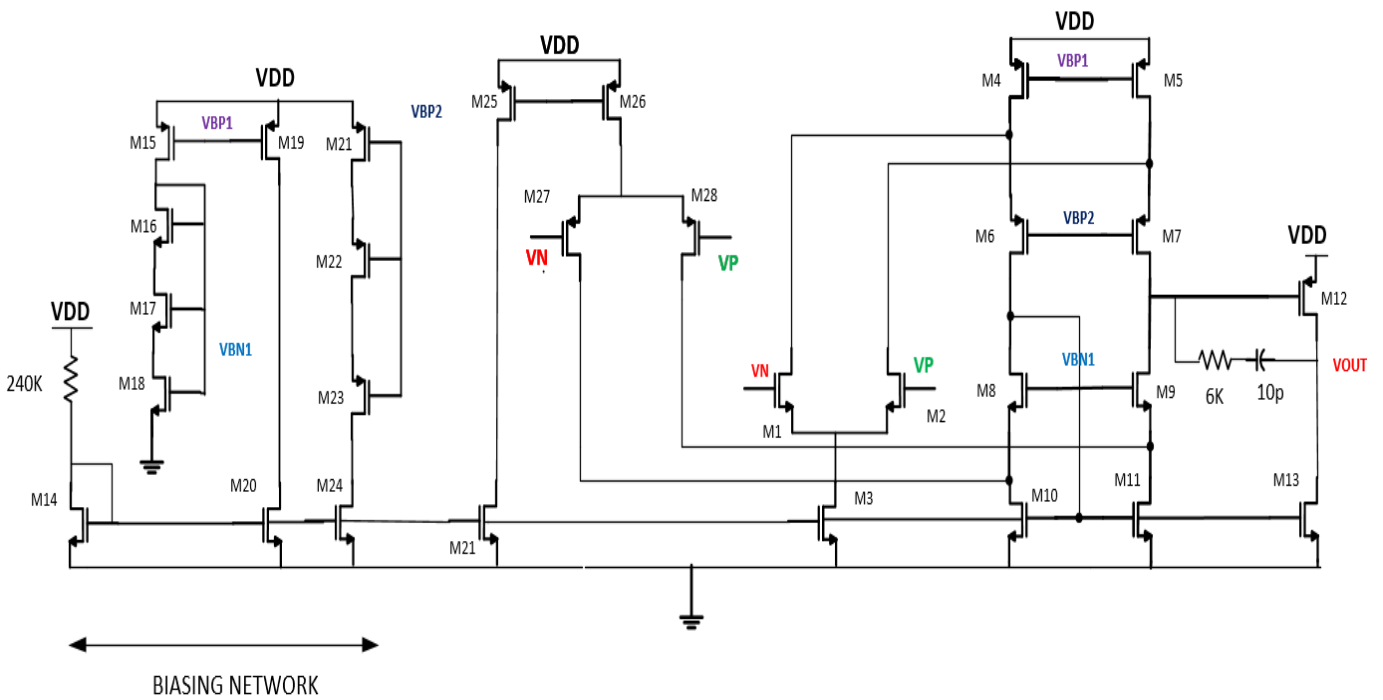 VDD
VBP1
M4
M5
VDD
M25
M26
VDD
VBP2
VBP1
M15
M19
M21
M27
M28
VN
VP
M16
M22
M6
VBP2
M7
VDD
M12
M17
VDD
VBN1
240K
M18
M23
VN
VP
M1
M2
M8
VBN1
M9
6K
10p
VOUT
M14
M20
M24
M21
M3
M10
M11
M13
BIASING NETWORK